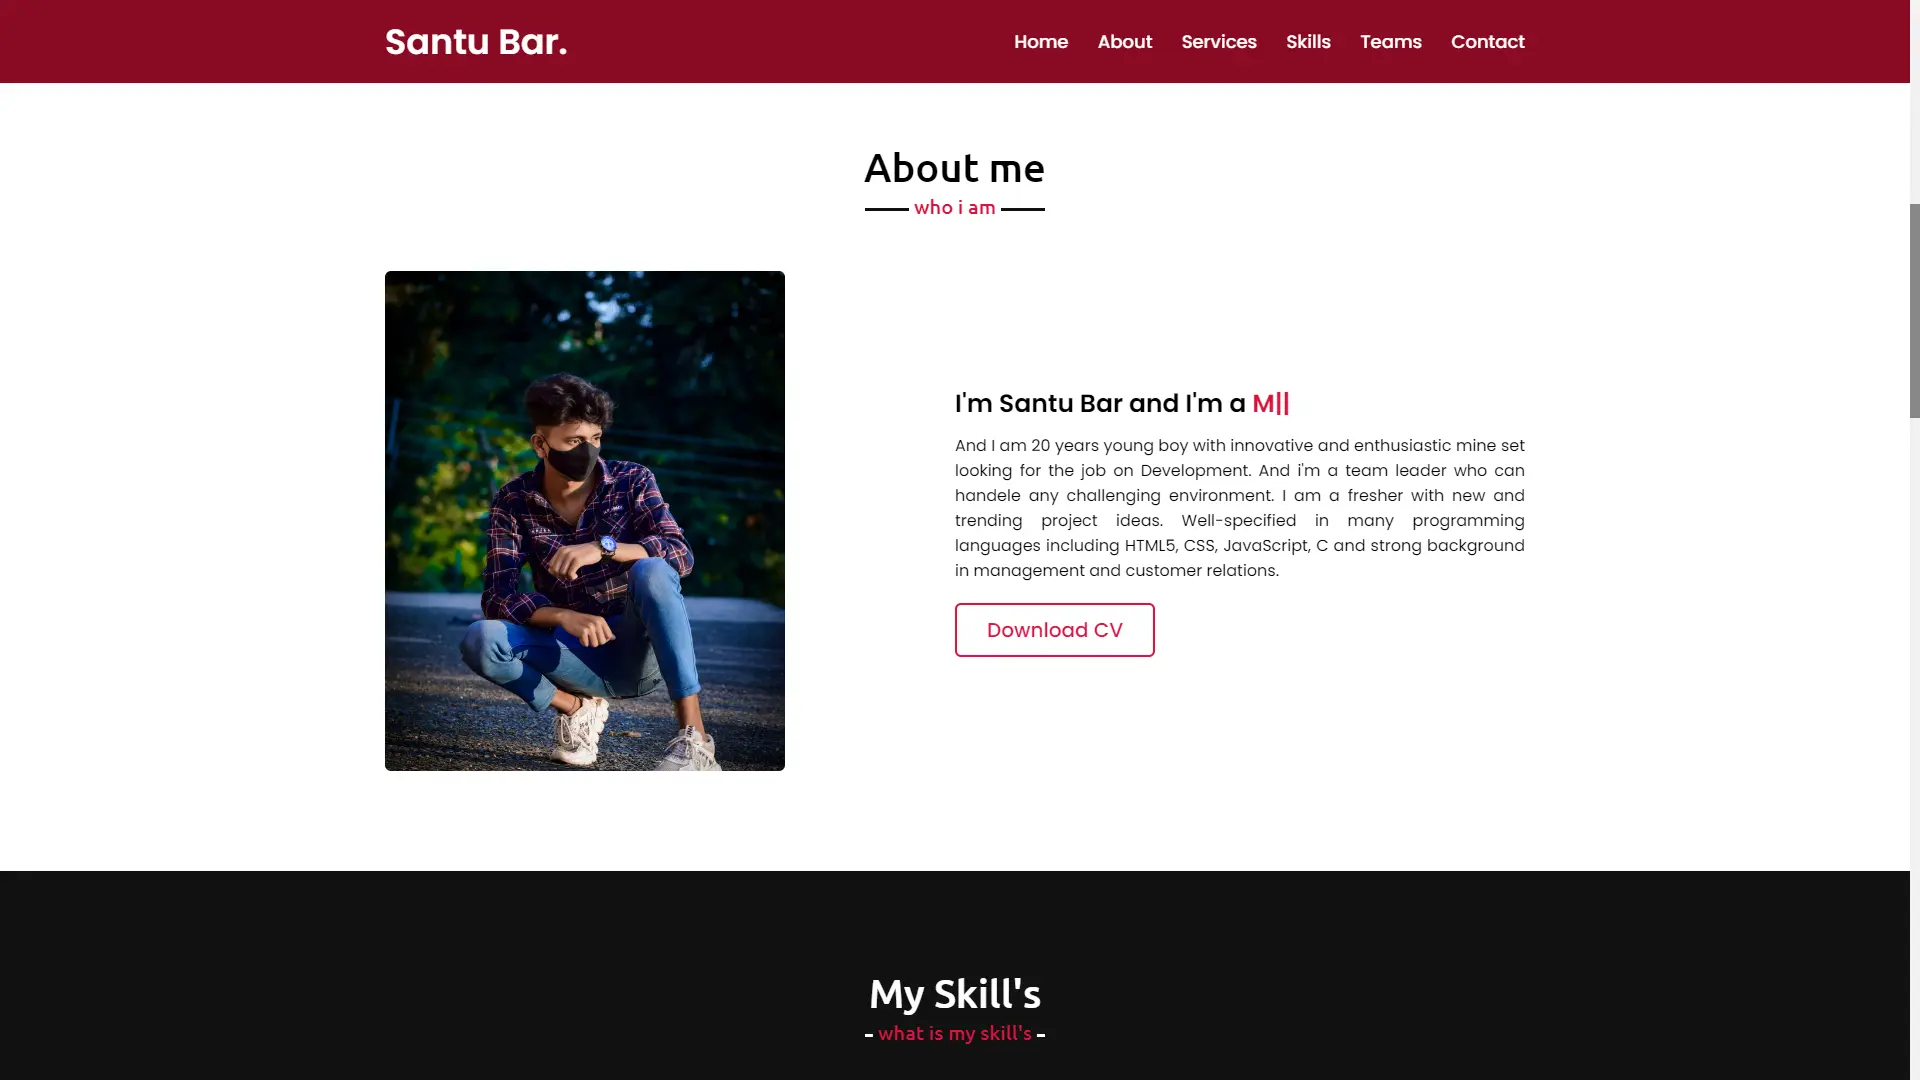 Santu Bar.
Home About Services Skills Teams Contact
About me
who i am
I'm Santu Bar and I'm a M||
And I am 20 years young boy with innovative and enthusiastic mine set
looking for the job on Development. And i'm a team leader who can
handele any challenging environment. I am a fresher with new and
trending project ideas. Well-specified in many programming
languages including HTML5, CSS, JavaScript, C and strong background
in management and customer relations.
Download CV
My Skill's
what is my skill's